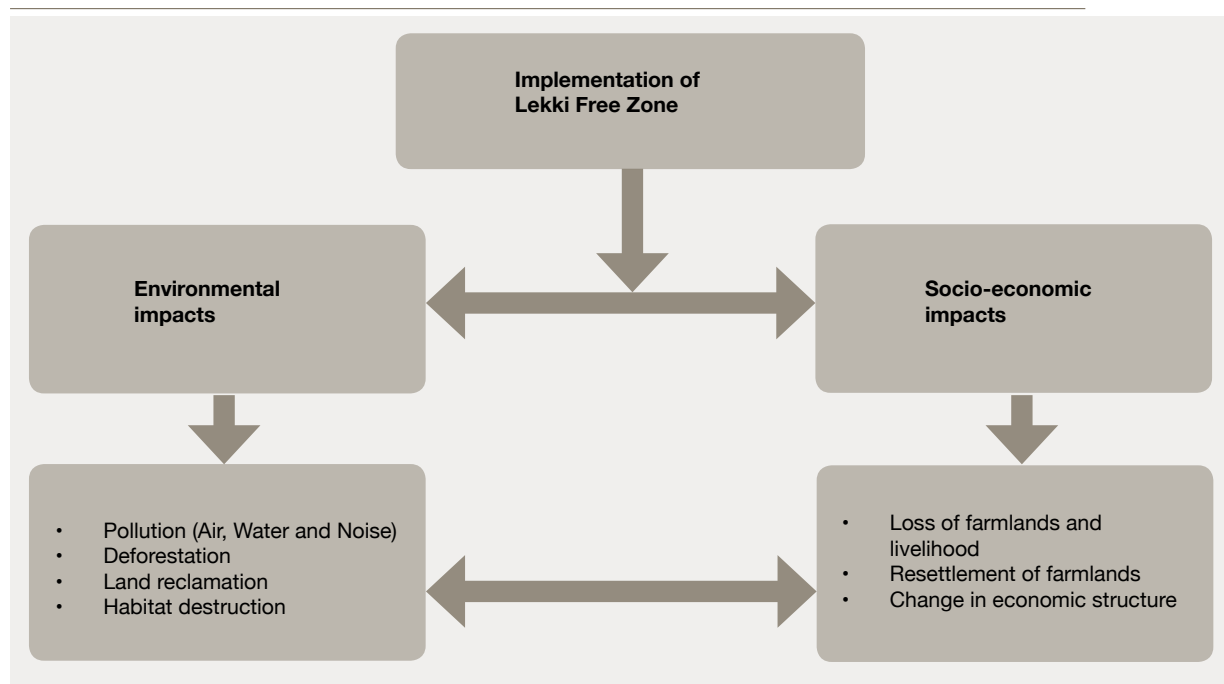 Implementation of
Lekki Free Zone
Environmental
impacts
Socio-economic
impacts
• Pollution (Air, Water and Noise)
• Deforestation
• Land reclamation
• Habitat destruction
• Loss of farmlands and
livelihood
• Resettlement of farmlands
• Change in economic structure